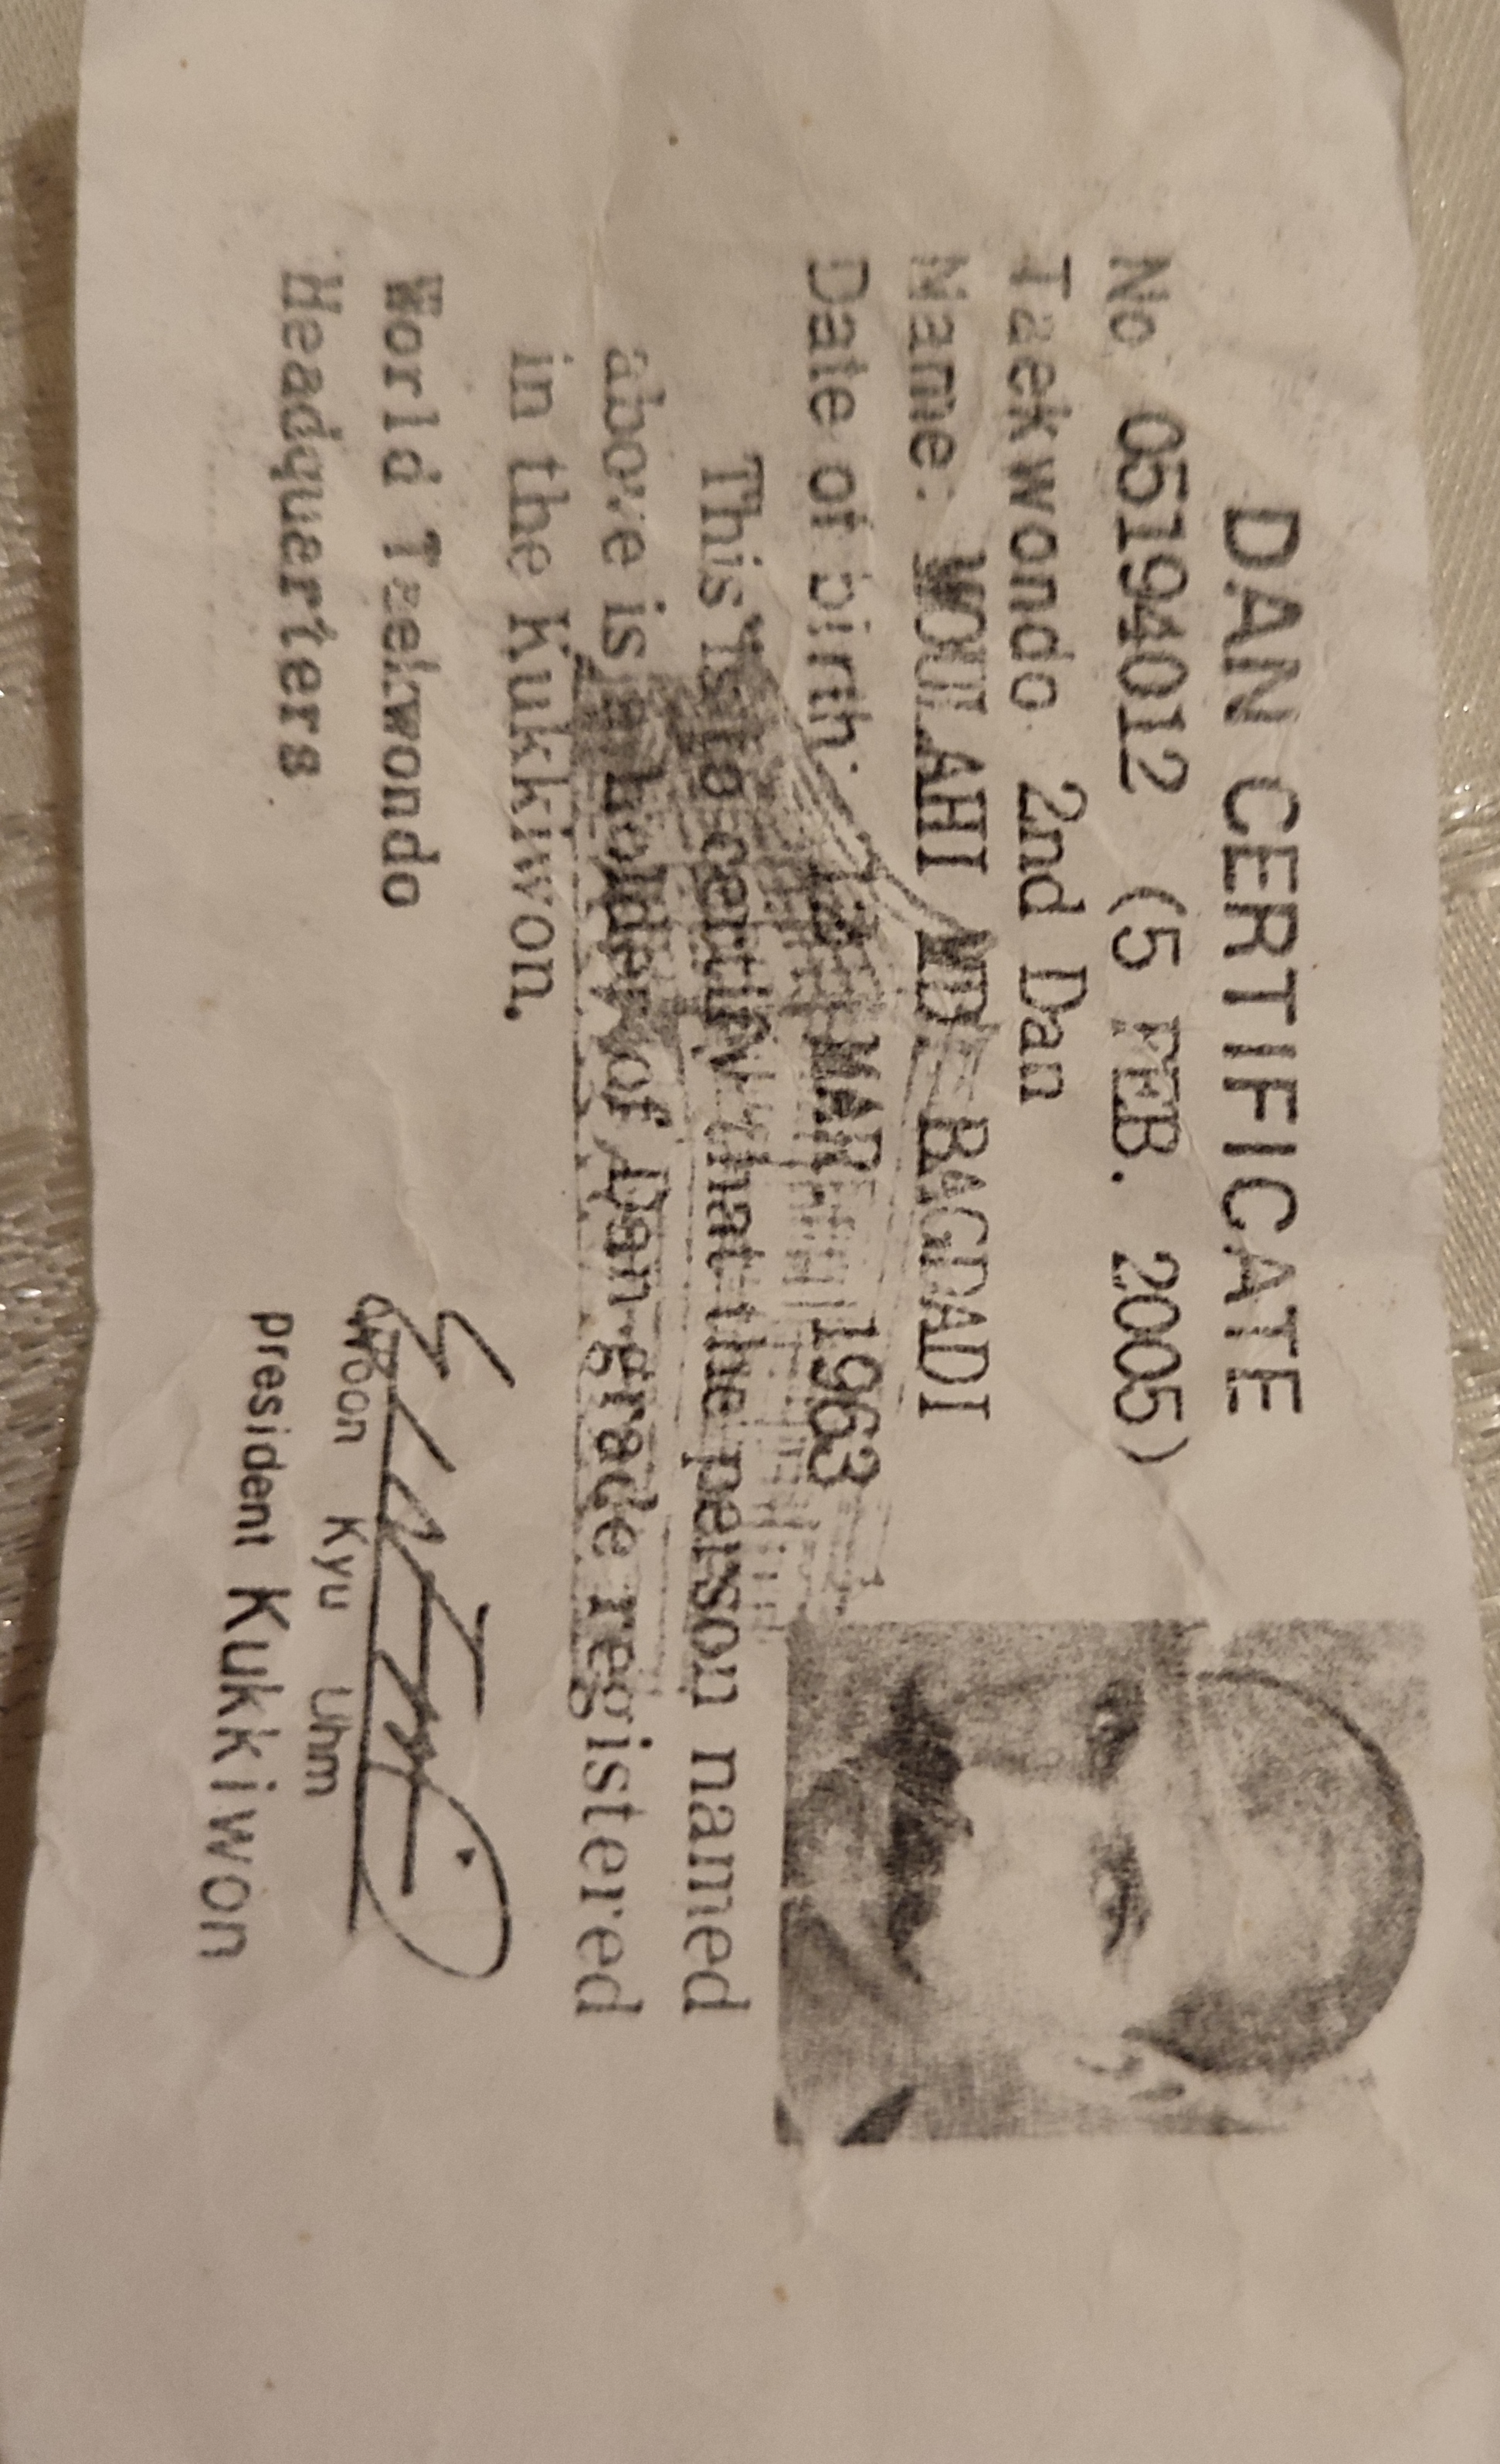 DAN CERTIFICATE
No. 05194012 (5 FEB. 2005)
Taekwondo 2nd Dan
Name: MOULAHI MD. BAGDADI
Date of birth: MAR 1963
This is to certify that the person named
above is a holder of Dan grade registered
in the Kukkiwon.
World Taekwondo
Headquarters
Woon Kyu Uhm
President Kukkiwon